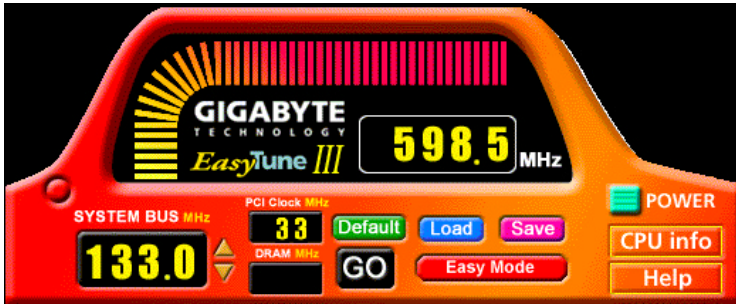 GIGABYTE
TECHNOLOGY
EasyTune III
598.5 MHz
POWER
SYSTEM BUS MHz
133.0
PCI Clock MHz
33
DRAM MHz
Default
Load
Save
GO
Easy Mode
CPU info
Help